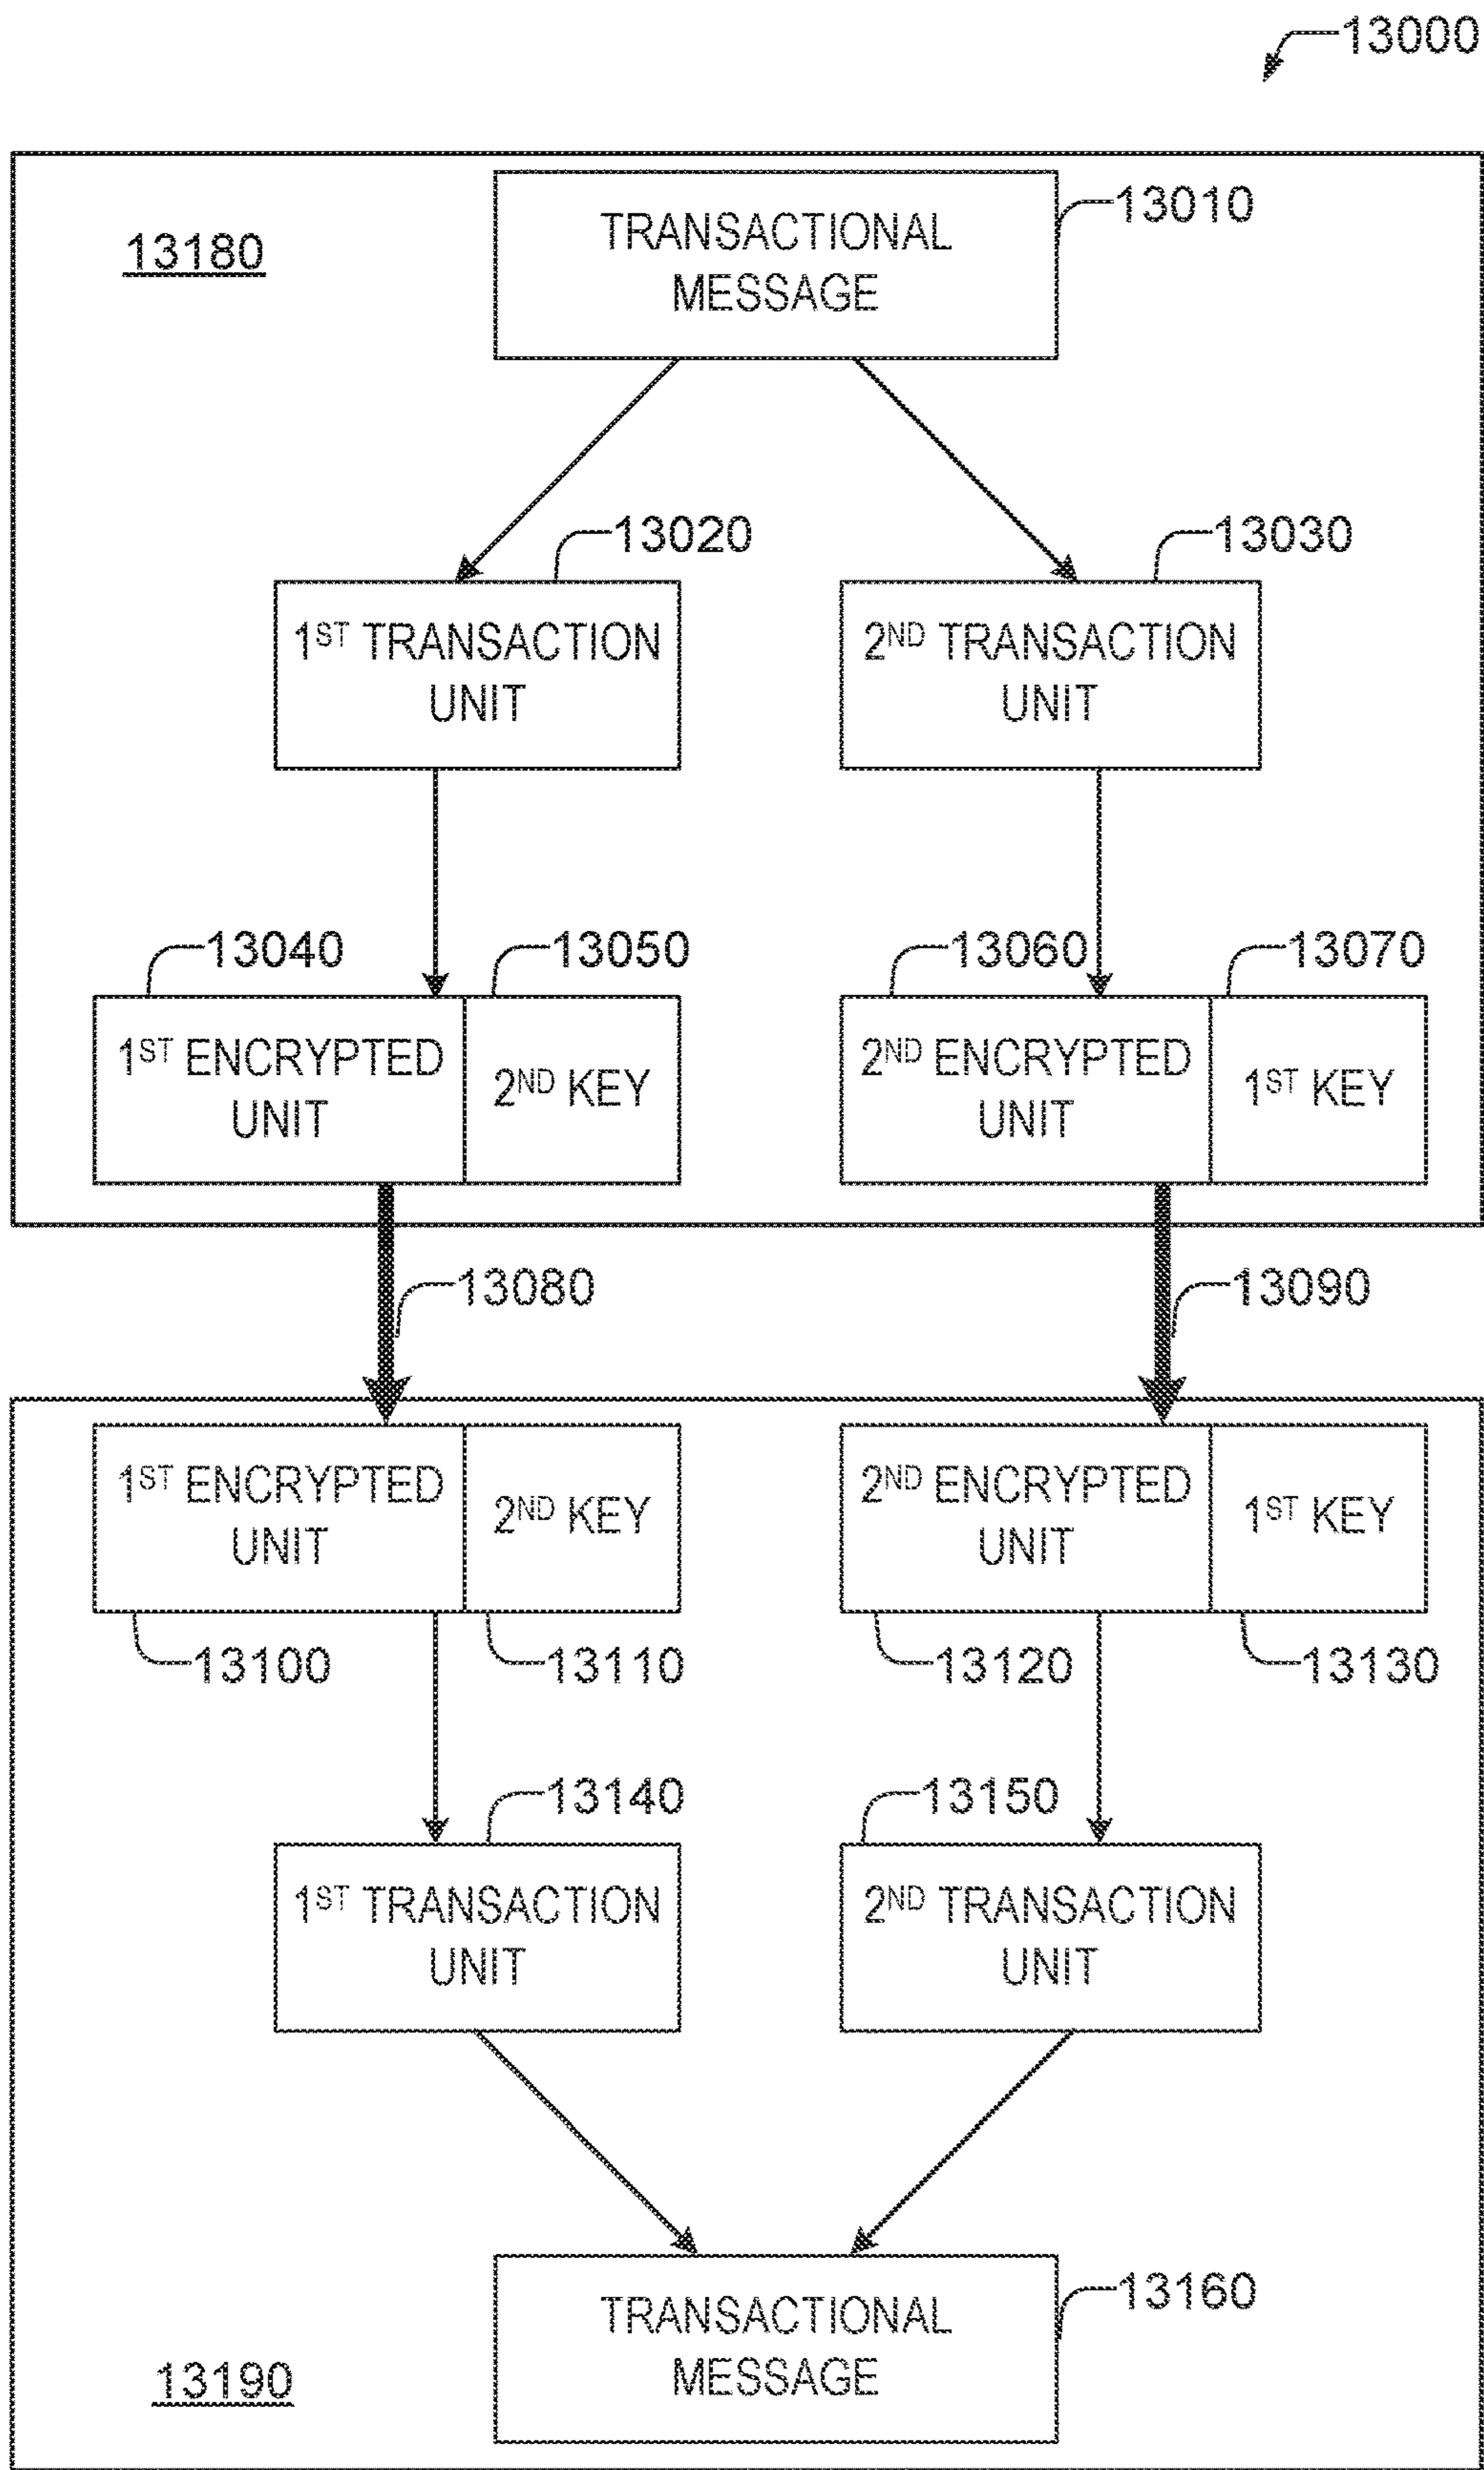 13000
13180
TRANSACTIONAL
MESSAGE
13010
13020
13030
1ST TRANSACTION
UNIT
2ND TRANSACTION
UNIT
13040
13050
13060
13070
1ST ENCRYPTED
UNIT
2ND KEY
2ND ENCRYPTED
UNIT
1ST KEY
13080
13090
1ST ENCRYPTED
UNIT
2ND KEY
2ND ENCRYPTED
UNIT
1ST KEY
13100
13110
13120
13130
13140
13150
1ST TRANSACTION
UNIT
2ND TRANSACTION
UNIT
TRANSACTIONAL
MESSAGE
13160
13190